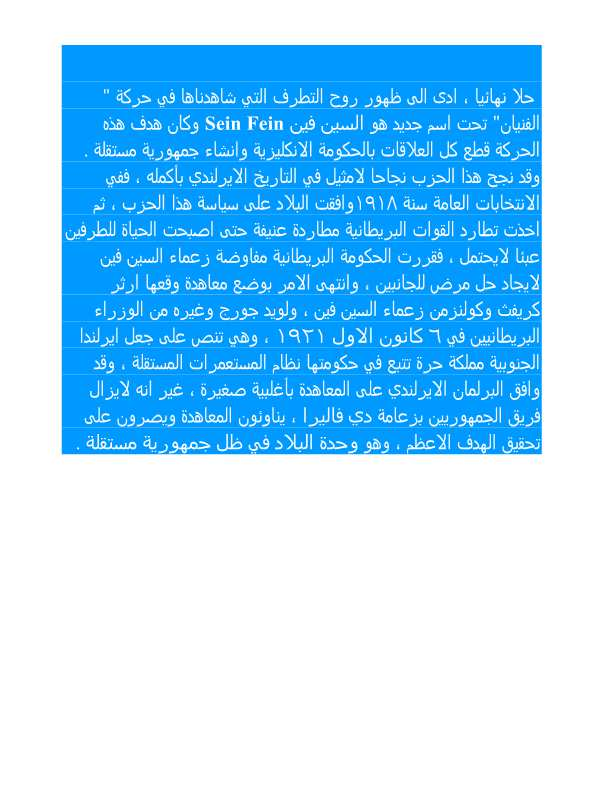 حلا نهائيا ، ادى الى ظهور روح التطرف التي شاهدناها في حركة "
الفنيان" تحت اسم جديد هو السين فين Sein Fein وكان هدف هذه
الحركة قطع كل العلاقات بالحكومة الانكليزية وانشاء جمهورية مستقلة .
وقد نجح هذا الحزب نجاحا لامثيل في التاريخ الايرلندي بأكمله ، ففي
الانتخابات العامة سنة ١٩١٨وافقت البلاد على سياسة هذا الحزب ، ثم
اخذت تطارد القوات البريطانية مطاردة عنيفة حتى اصبحت الحياة للطرفين
عبئا لايحتمل ، فقررت الحكومة البريطانية مفاوضة زعماء السين فين
لايجاد حل مرض للجانبين ، وانتهى الامر بوضع معاهدة وقعها ارثر
كريفث وكولنزمن زعماء السين فين ، ولويد جورج وغيره من الوزراء
البريطانيين في ٦ كانون الاول ١٩٢١ ، وهي تنص على جعل ايرلندا
الجنوبية مملكة حرة تتبع في حكومتها نظام المستعمرات المستقلة ، وقد
وافق البرلمان الايرلندي على المعاهدة بأغلبية صغيرة ، غير انه لايزال
فريق الجمهوريين بزعامة دي فاليرا ، يناوئون المعاهدة ويصرون على
تحقيق الهدف الاعظم ، وهو وحدة البلاد في ظل جمهورية مستقلة .